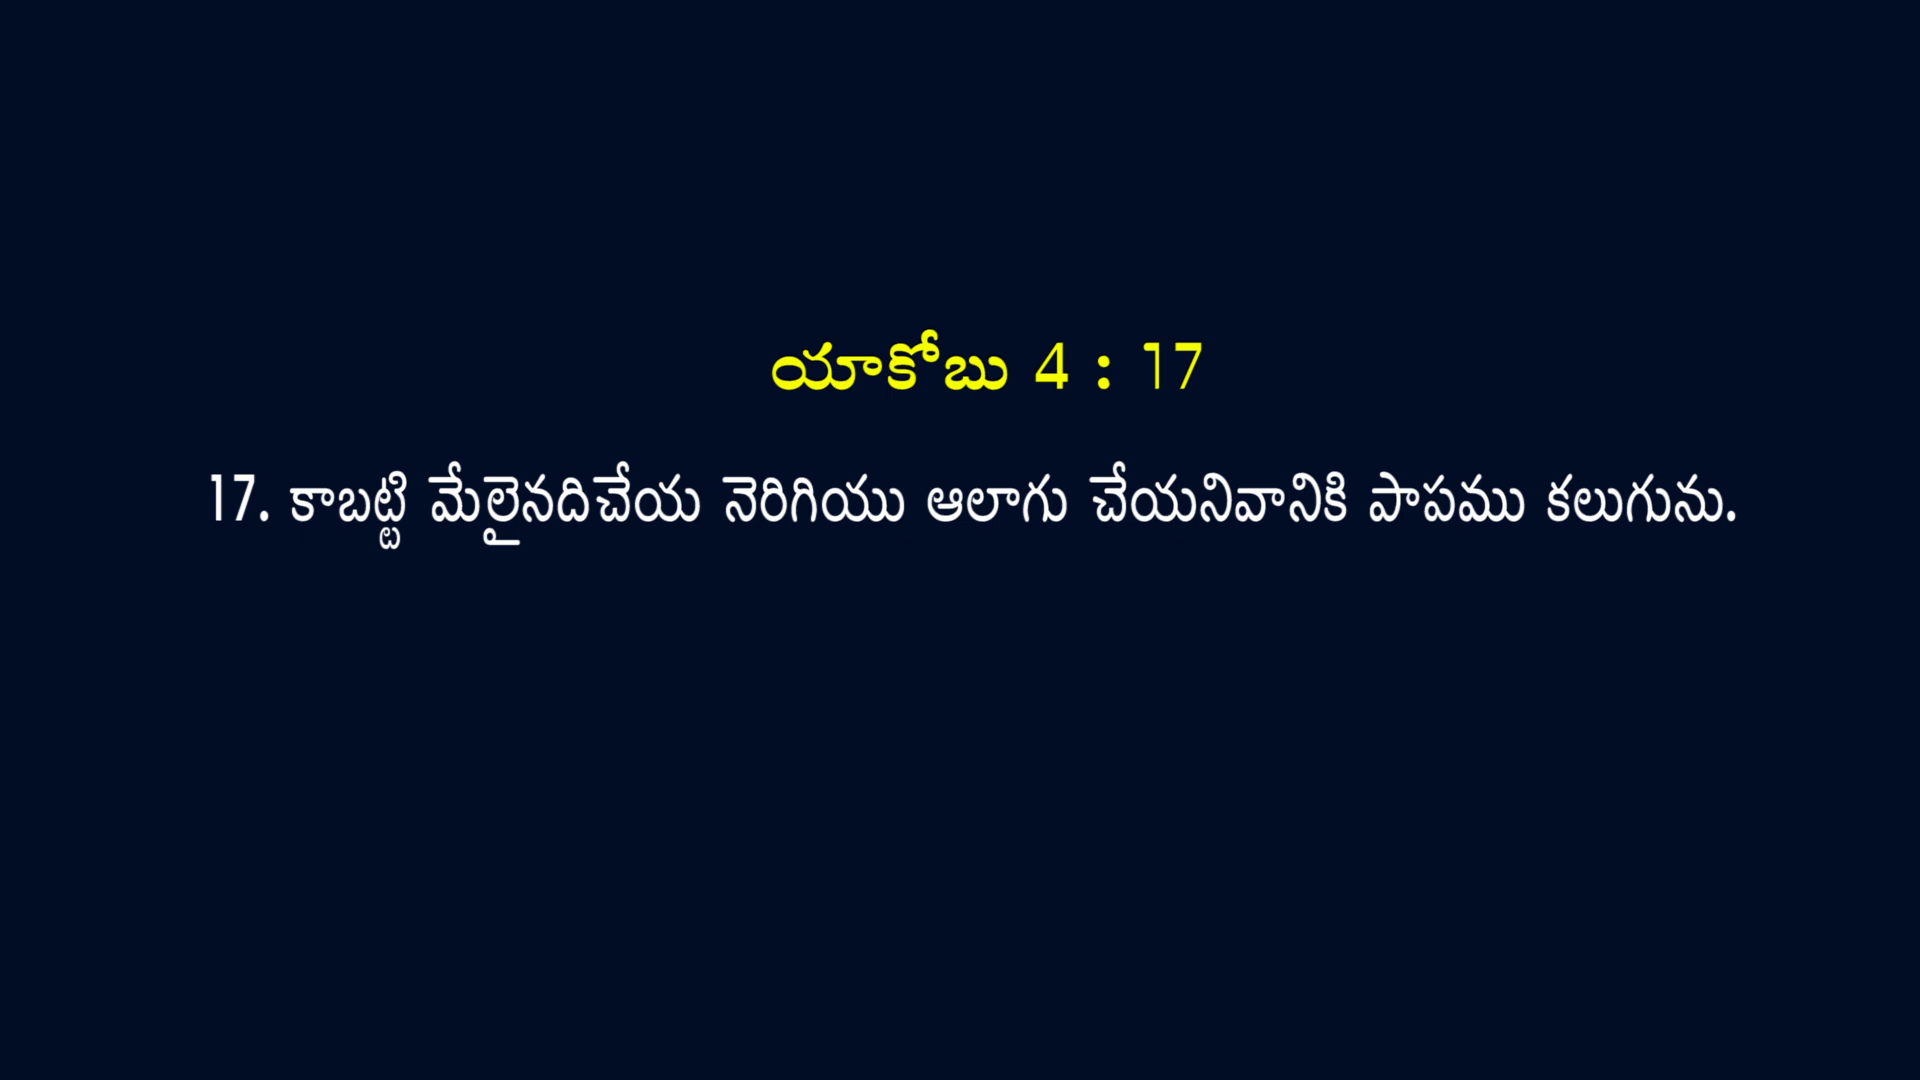 యాకోబు 4 : 17
17. కాబట్టి మేలైనదిచేయ నెరిగియు ఆలాగు చేయనివానికి పాపము కలుగును.